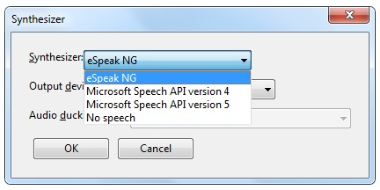 Synthesizer
Synthesizer: eSpeak NG
eSpeak NG
Output devi
Microsoft Speech API version 4
Microsoft Speech API version 5
Audio duck
No speech
OK
Cancel